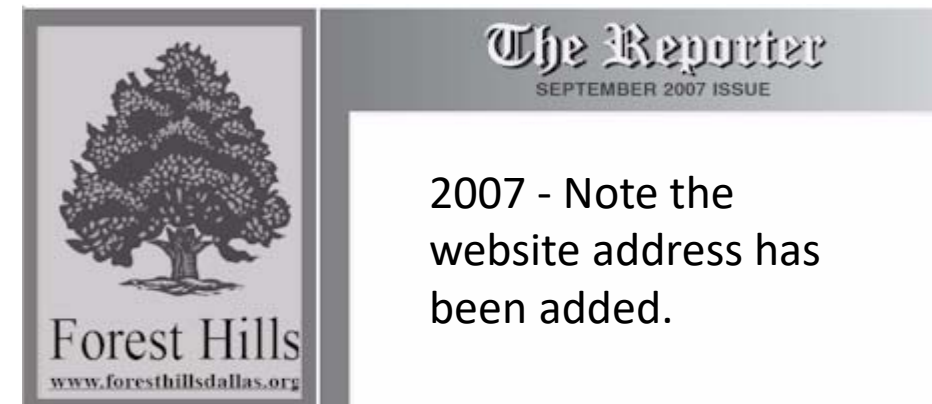 The Reporter
SEPTEMBER 2007 ISSUE
2007 - Note the
website address has
been added.
Forest Hills
www.foresthillsdallas.org